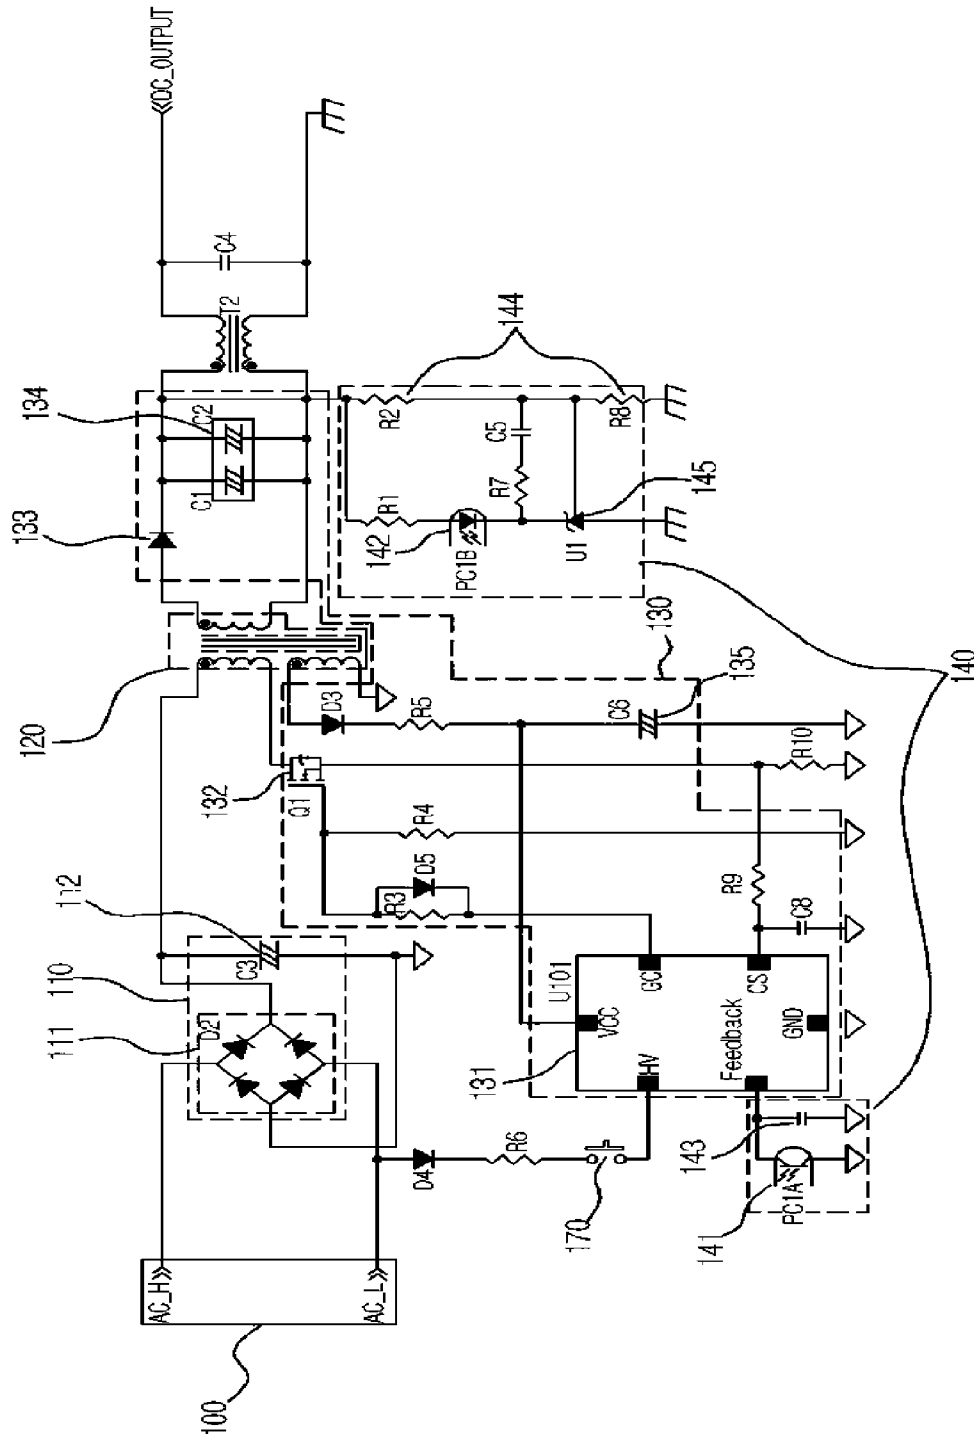 DC_OUTPUT
C4
T2
134
C2
C1
133
144
R2
C5
R8
R1
R7
142
PC1B
U1
145
120
130
140
D3
R5
C6
135
132
Q1
R4
R10
112
C3
R3
D5
R9
C8
110
111
D2
U101
VCC
GC
CS
HV
Feedback
GND
131
D4
R6
170
143
PC1A
141
AC_H
AC_L
100